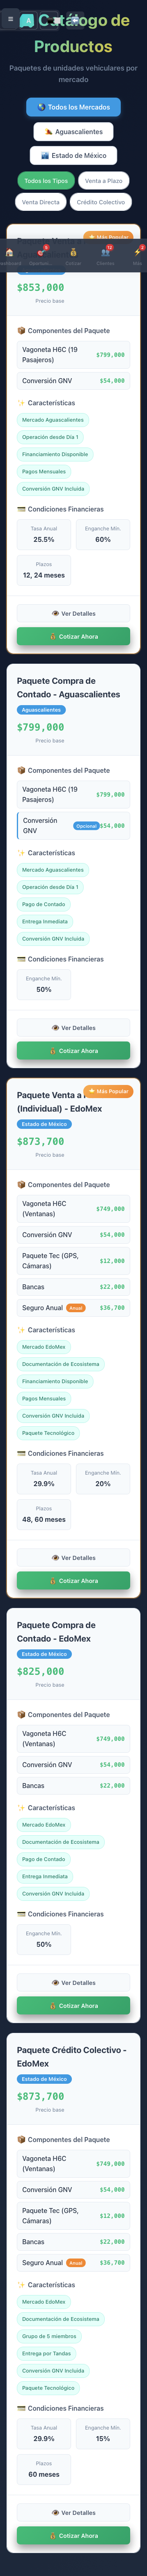 Catálogo de
Productos
Paquetes de unidades vehiculares por
mercado
Todos los Mercados
Aguascalientes
Estado de México
Todos los Tipos
Venta a Plazo
Venta Directa
Crédito Colectivo
Más Popular
Cotizar
Clientes
$853,000
Precio base
Componentes del Paquete
Vagoneta H6C (19
Pasajeros)
$799,000
Conversión GNV
$54,000
Características
Mercado Aguascalientes
Operación desde Día 1
Financiamiento Disponible
Pagos Mensuales
Conversión GNV Incluida
Condiciones Financieras
Tasa Anual
25.5%
Enganche Mín.
60%
Plazos
12, 24 meses
Ver Detalles
Cotizar Ahora
Paquete Compra de
Contado - Aguascalientes
Aguascalientes
$799,000
Precio base
Componentes del Paquete
Vagoneta H6C (19
Pasajeros)
$799,000
Conversión
GNV
Opcional
$54,000
Características
Mercado Aguascalientes
Operación desde Día 1
Pago de Contado
Entrega Inmediata
Conversión GNV Incluida
Condiciones Financieras
Enganche Mín.
50%
Ver Detalles
Cotizar Ahora
Más Popular
Paquete Venta a
(Individual) - EdoMex
Estado de México
$873,700
Precio base
Componentes del Paquete
Vagoneta H6C
(Ventanas)
$749,000
Conversión GNV
$54,000
Paquete Tec (GPS,
Cámaras)
$12,000
Bancas
$22,000
Seguro Anual
Anual
$36,700
Características
Mercado EdoMex
Documentación de Ecosistema
Financiamiento Disponible
Pagos Mensuales
Conversión GNV Incluida
Paquete Tecnológico
Condiciones Financieras
Tasa Anual
29.9%
Enganche Mín.
20%
Plazos
48, 60 meses
Ver Detalles
Cotizar Ahora
Paquete Compra de
Contado - EdoMex
Estado de México
$825,000
Precio base
Componentes del Paquete
Vagoneta H6C
(Ventanas)
$749,000
Conversión GNV
$54,000
Bancas
$22,000
Características
Mercado EdoMex
Documentación de Ecosistema
Pago de Contado
Entrega Inmediata
Conversión GNV Incluida
Condiciones Financieras
Enganche Mín.
50%
Ver Detalles
Cotizar Ahora
Paquete Crédito Colectivo -
EdoMex
Estado de México
$873,700
Precio base
Componentes del Paquete
Vagoneta H6C
(Ventanas)
$749,000
Conversión GNV
$54,000
Paquete Tec (GPS,
Cámaras)
$12,000
Bancas
$22,000
Seguro Anual
Anual
$36,700
Características
Mercado EdoMex
Documentación de Ecosistema
Grupo de 5 miembros
Entrega por Tandas
Conversión GNV Incluida
Paquete Tecnológico
Condiciones Financieras
Tasa Anual
29.9%
Enganche Mín.
15%
Plazos
60 meses
Ver Detalles
Cotizar Ahora